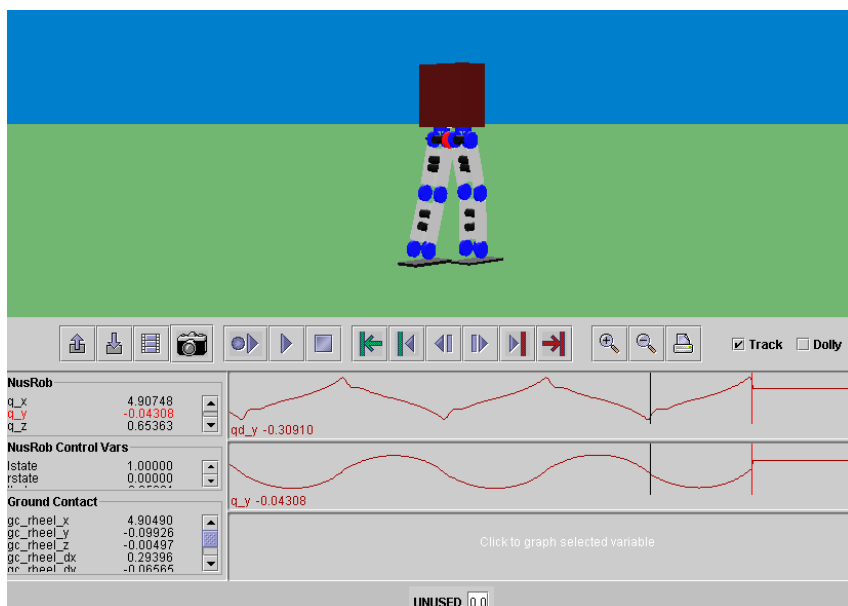 Track
Dolly
NusRob
q_x 4.90748
q_y -0.04308
q_z 0.65363
qd_y -0.30910
NusRob Control Vars
lstate 1.00000
rstate 0.00000
q_y -0.04308
Ground Contact
gc_rheel_x 4.90490
gc_rheel_y -0.09926
gc_rheel_z -0.00497
gc_rheel_dx 0.29396
gc_rheel_dy -0.06565
Click to graph selected variable
UNUSED 0.0